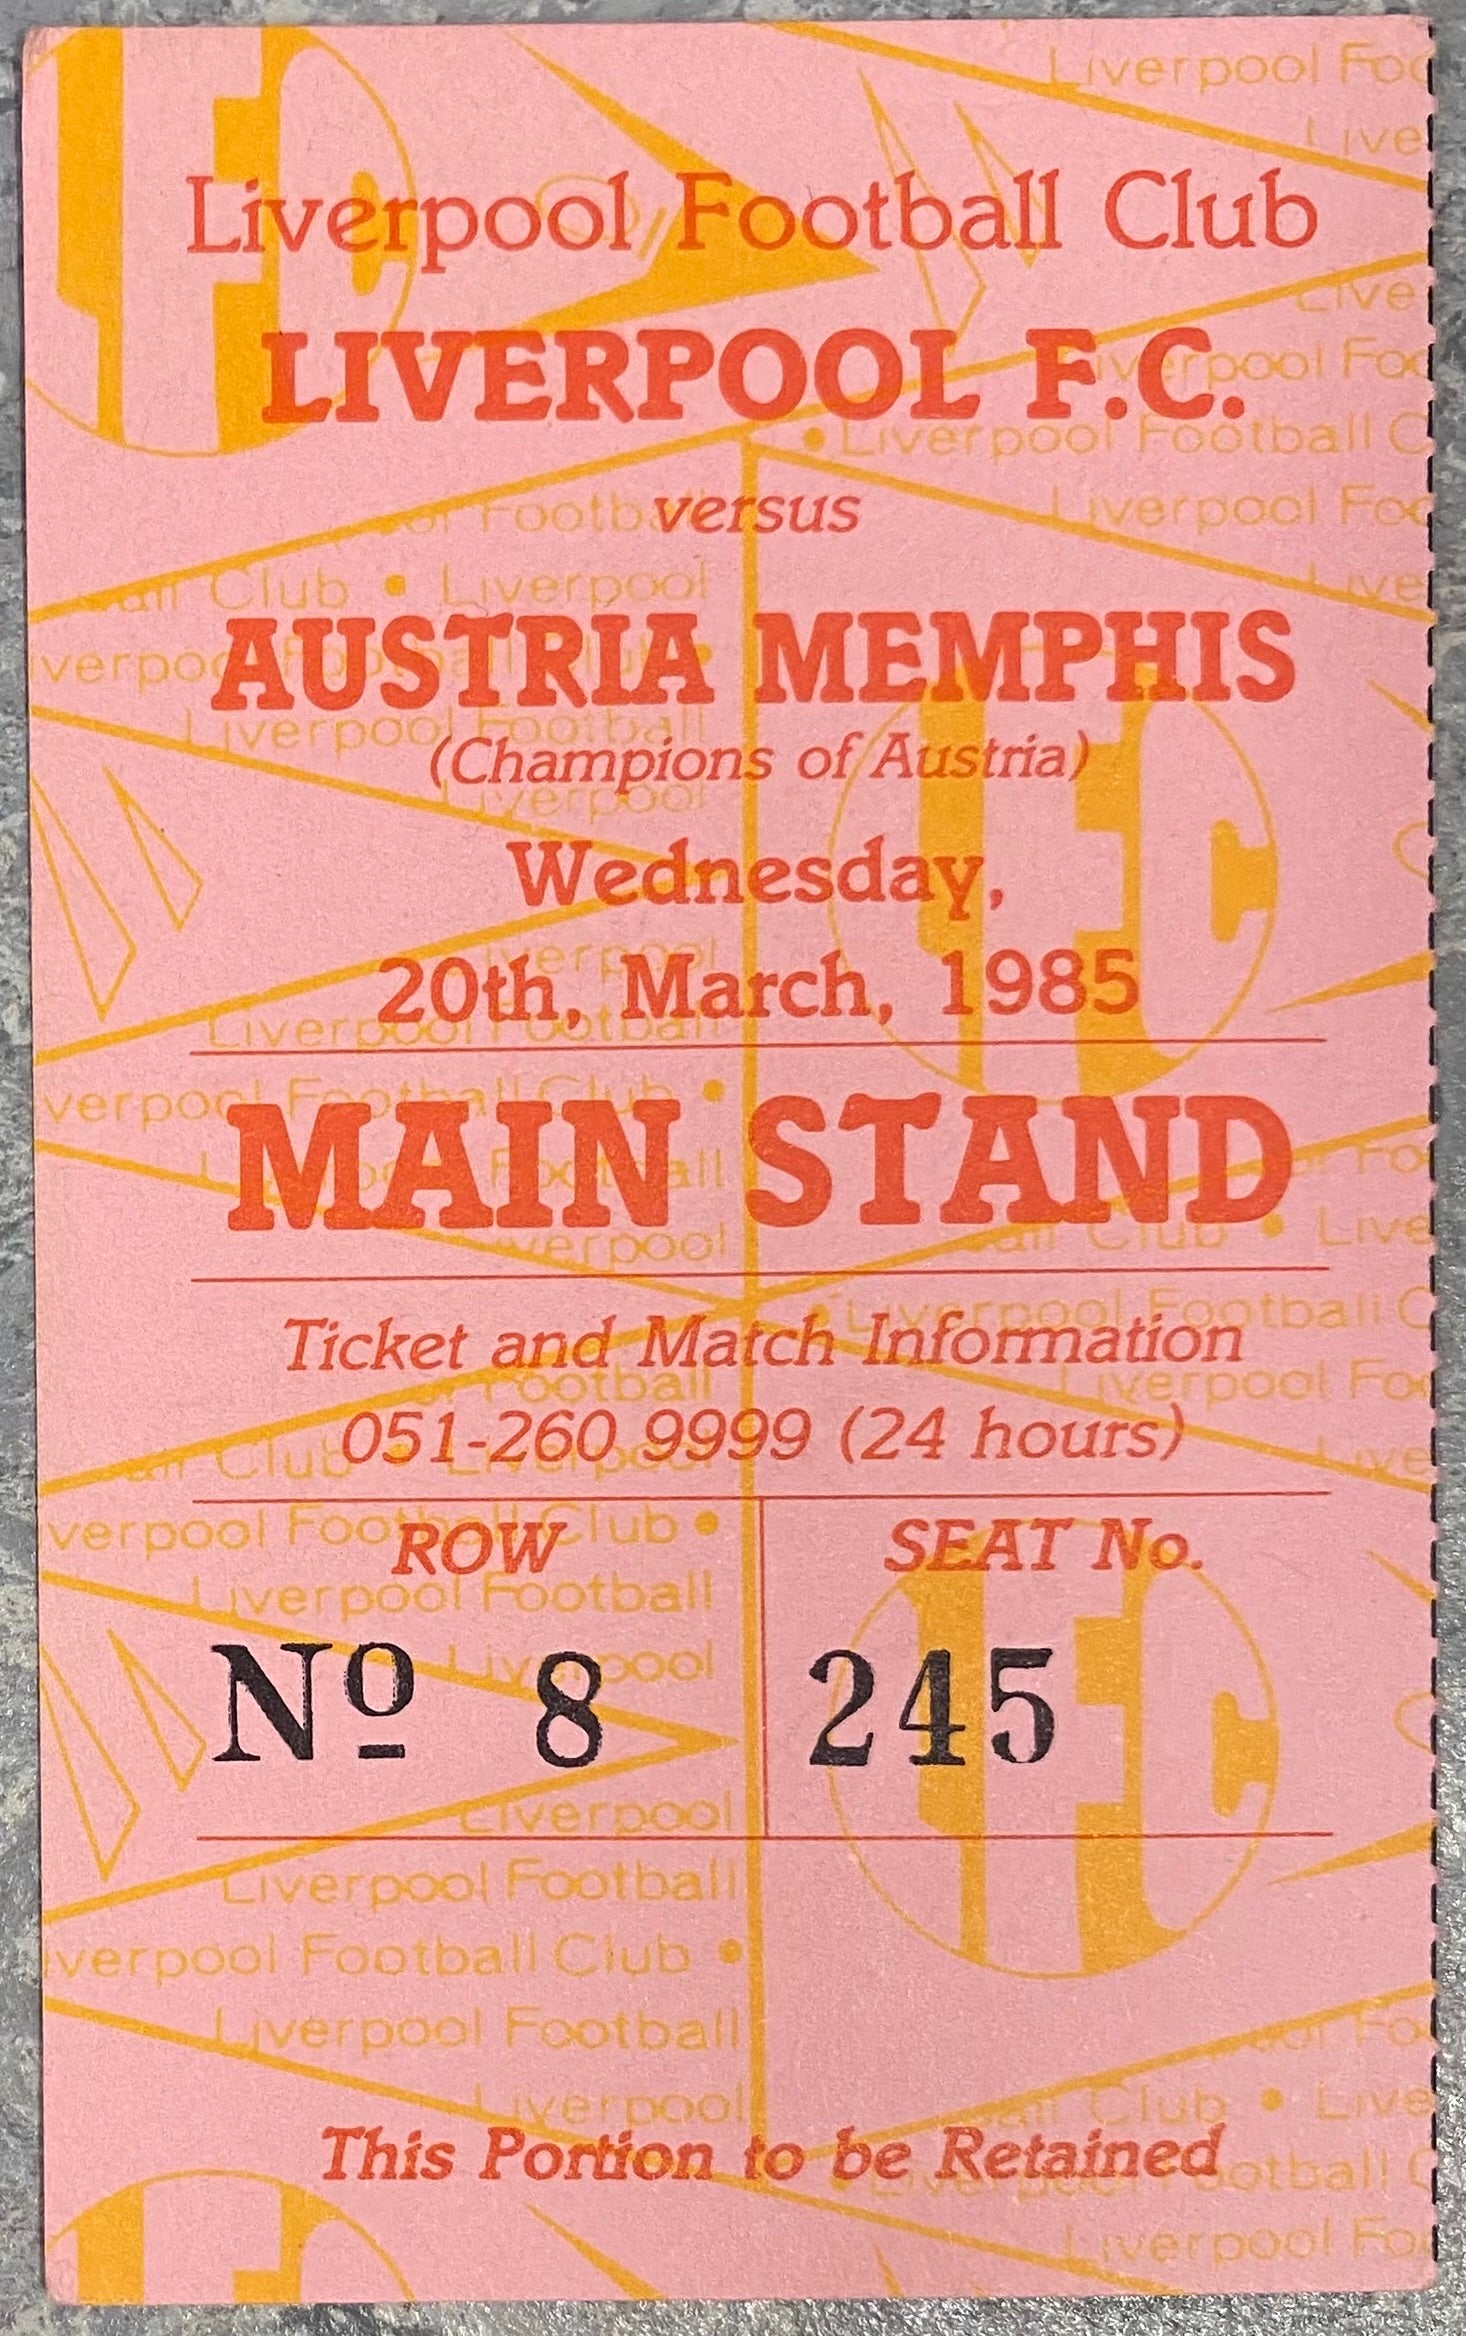 Liverpool Football Club
LIVERPOOL F.C.
versus
AUSTRIA MEMPHIS
(Champions of Austria)
Wednesday,
20th, March, 1985
MAIN STAND
Ticket and Match Information
051-260 9999 (24 hours)
ROW SEAT No.
Nº 8 245
This Portion to be Retained